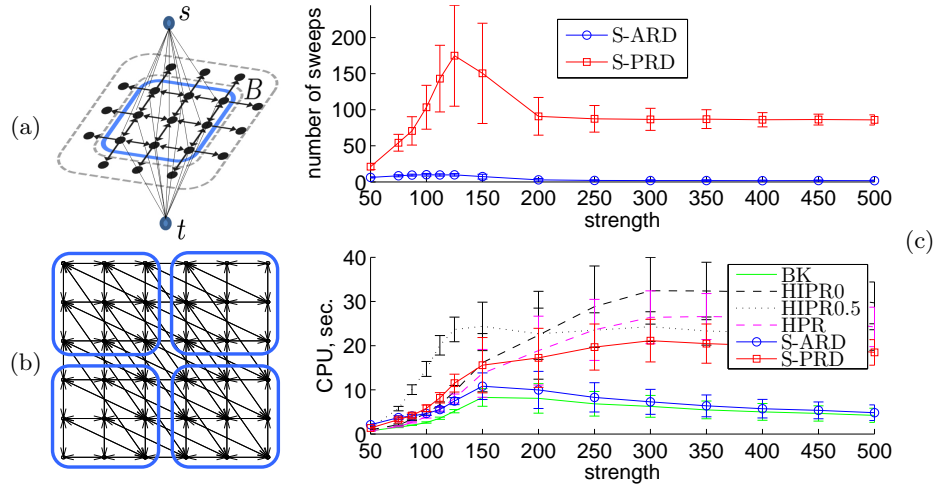 (a)
s
B
t
(b)
number of sweeps
200
150
100
50
0
S-ARD
S-PRD
50 100 150 200 250 300 350 400 450 500
strength
(c)
CPU, sec.
40
30
20
10
0
BK
HIPR0
HIPR0.5
HPR
S-ARD
S-PRD
50 100 150 200 250 300 350 400 450 500
strength